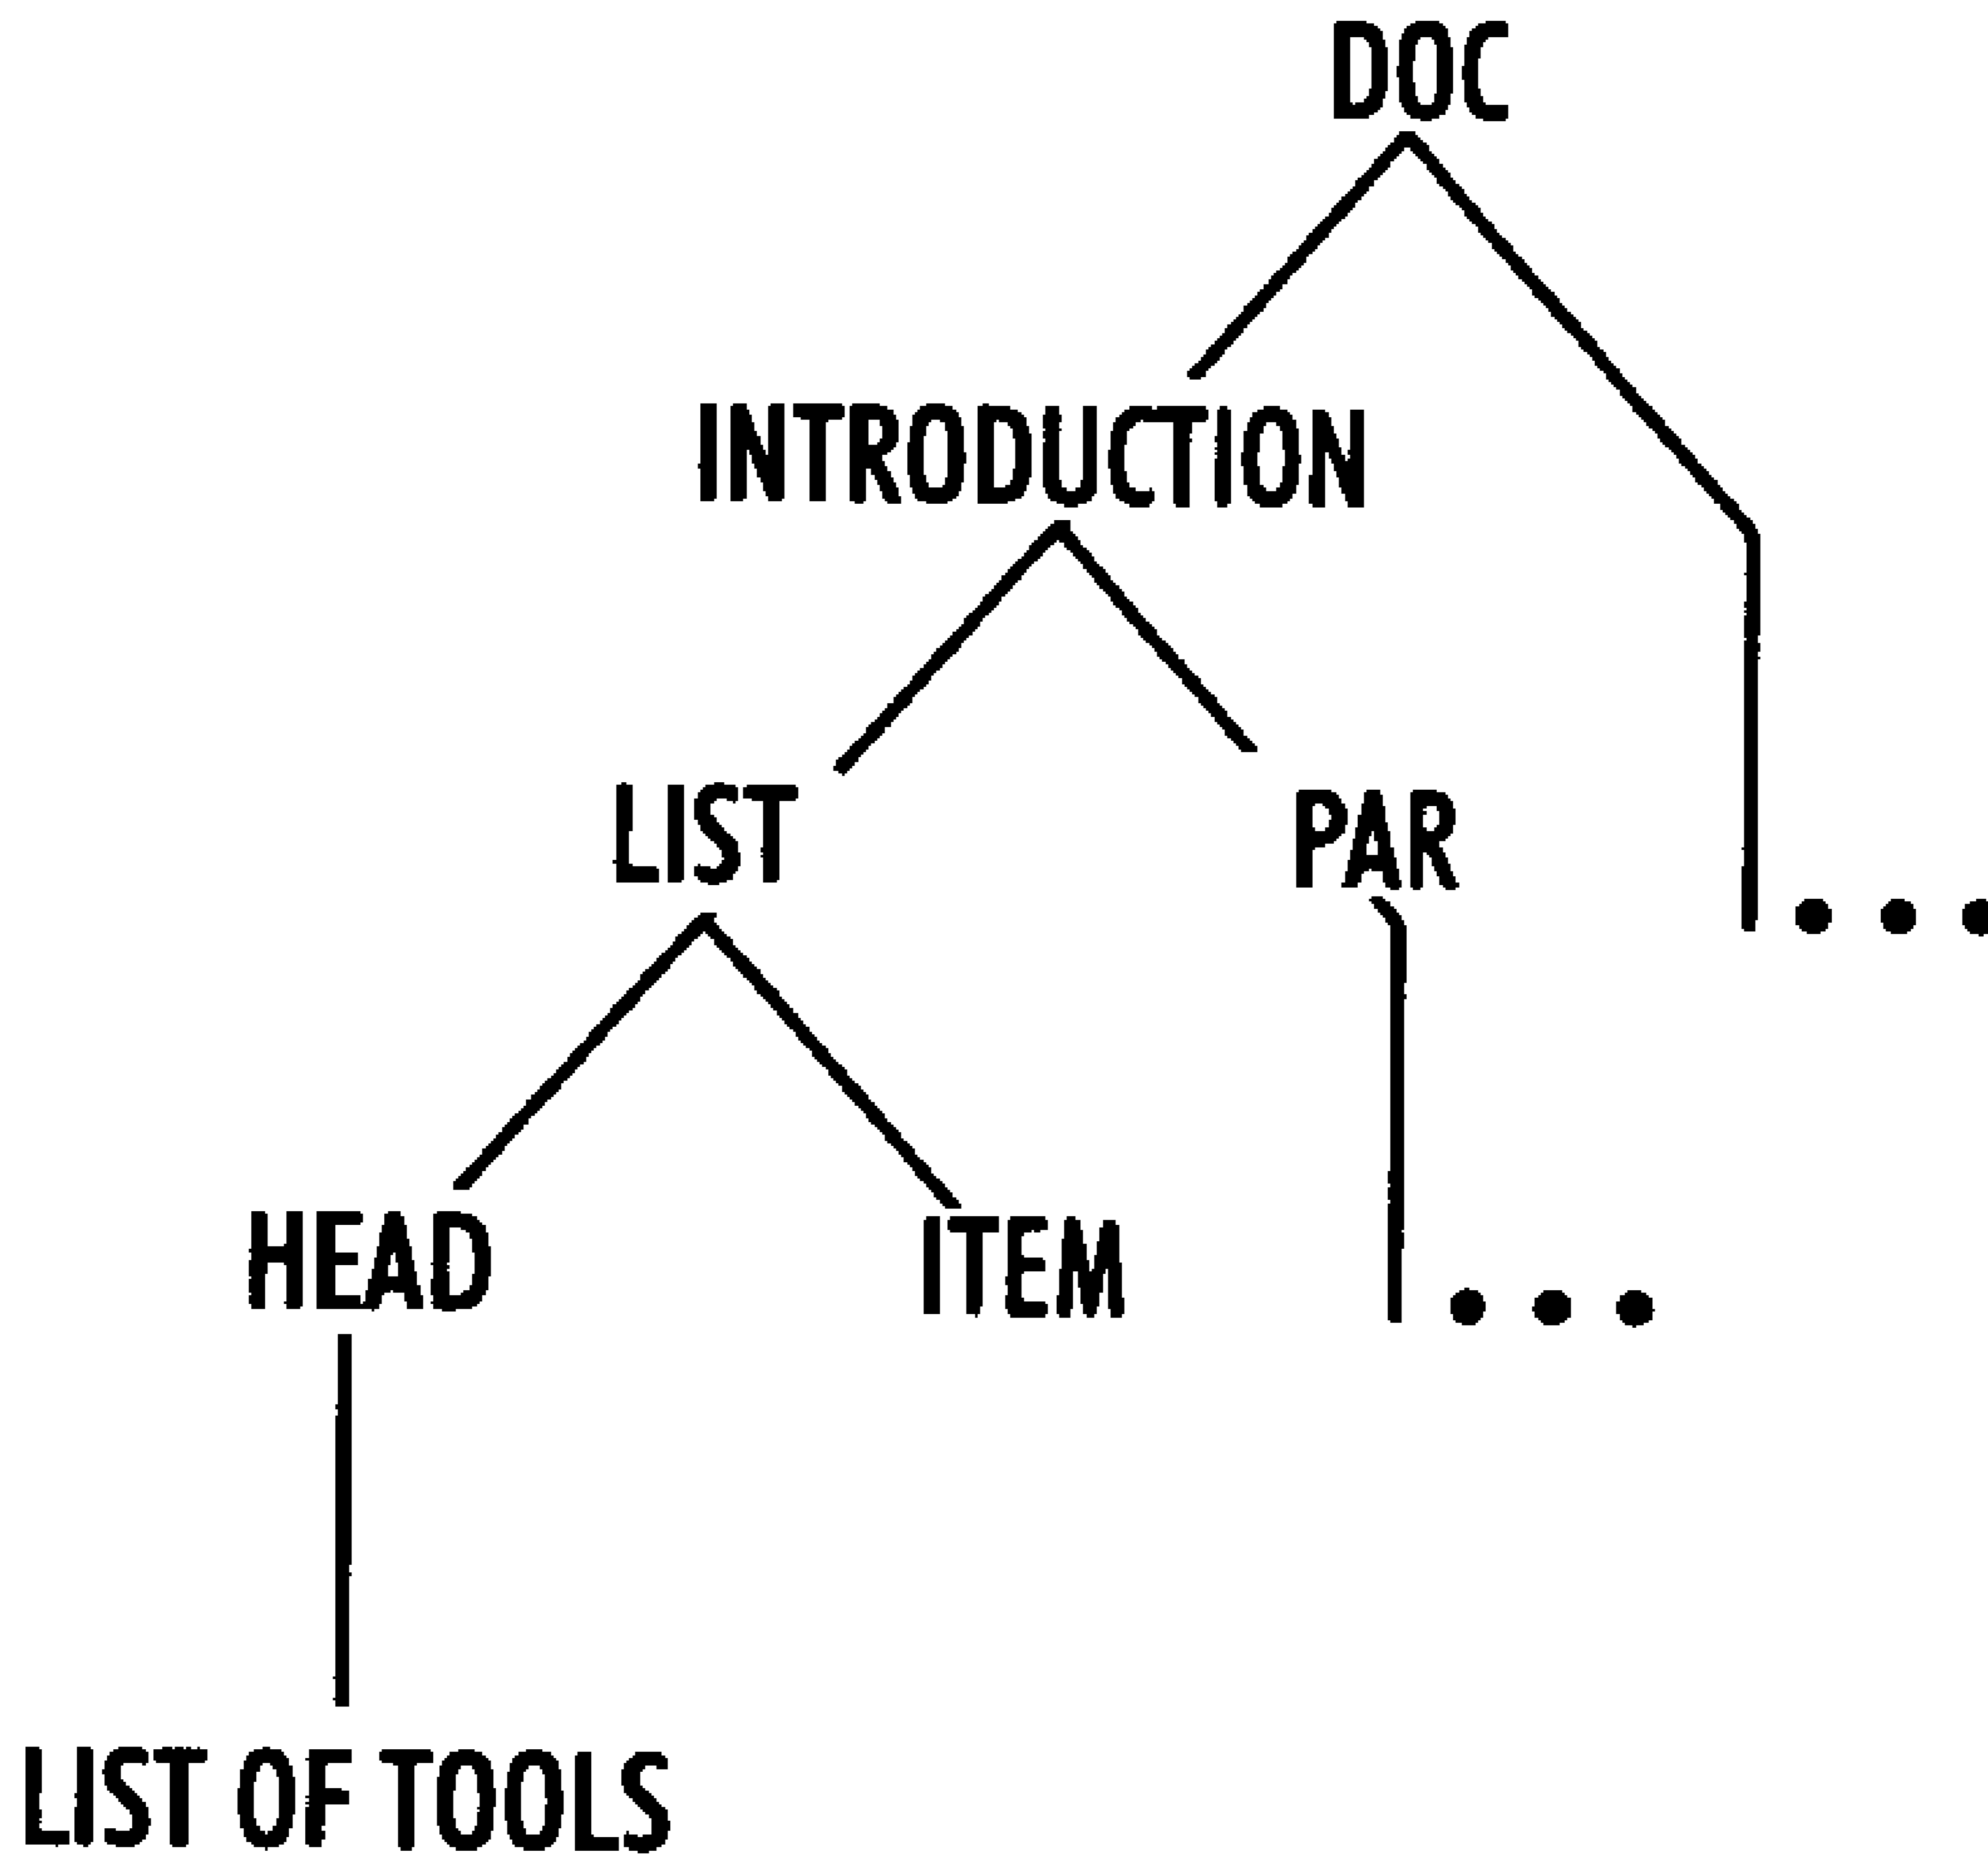 DOC
INTRODUCTION
LIST
PAR
HEAD
ITEM
LIST OF TOOLS